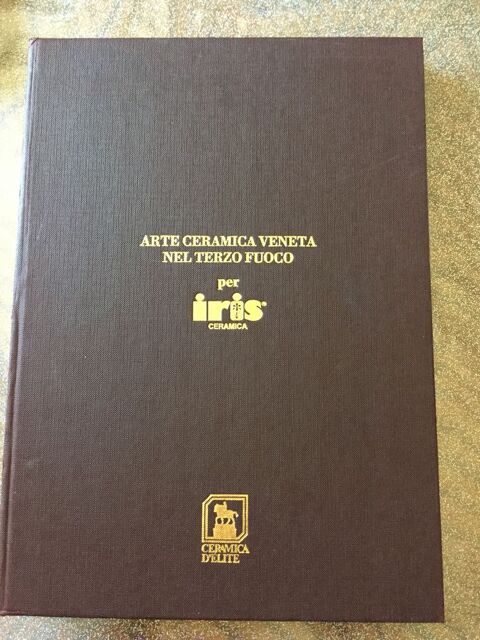 ARTE CERAMICA VENETA
NEL TERZO FUOCO
per
iris®
CERAMICA
CERAMICA
D'ELITE